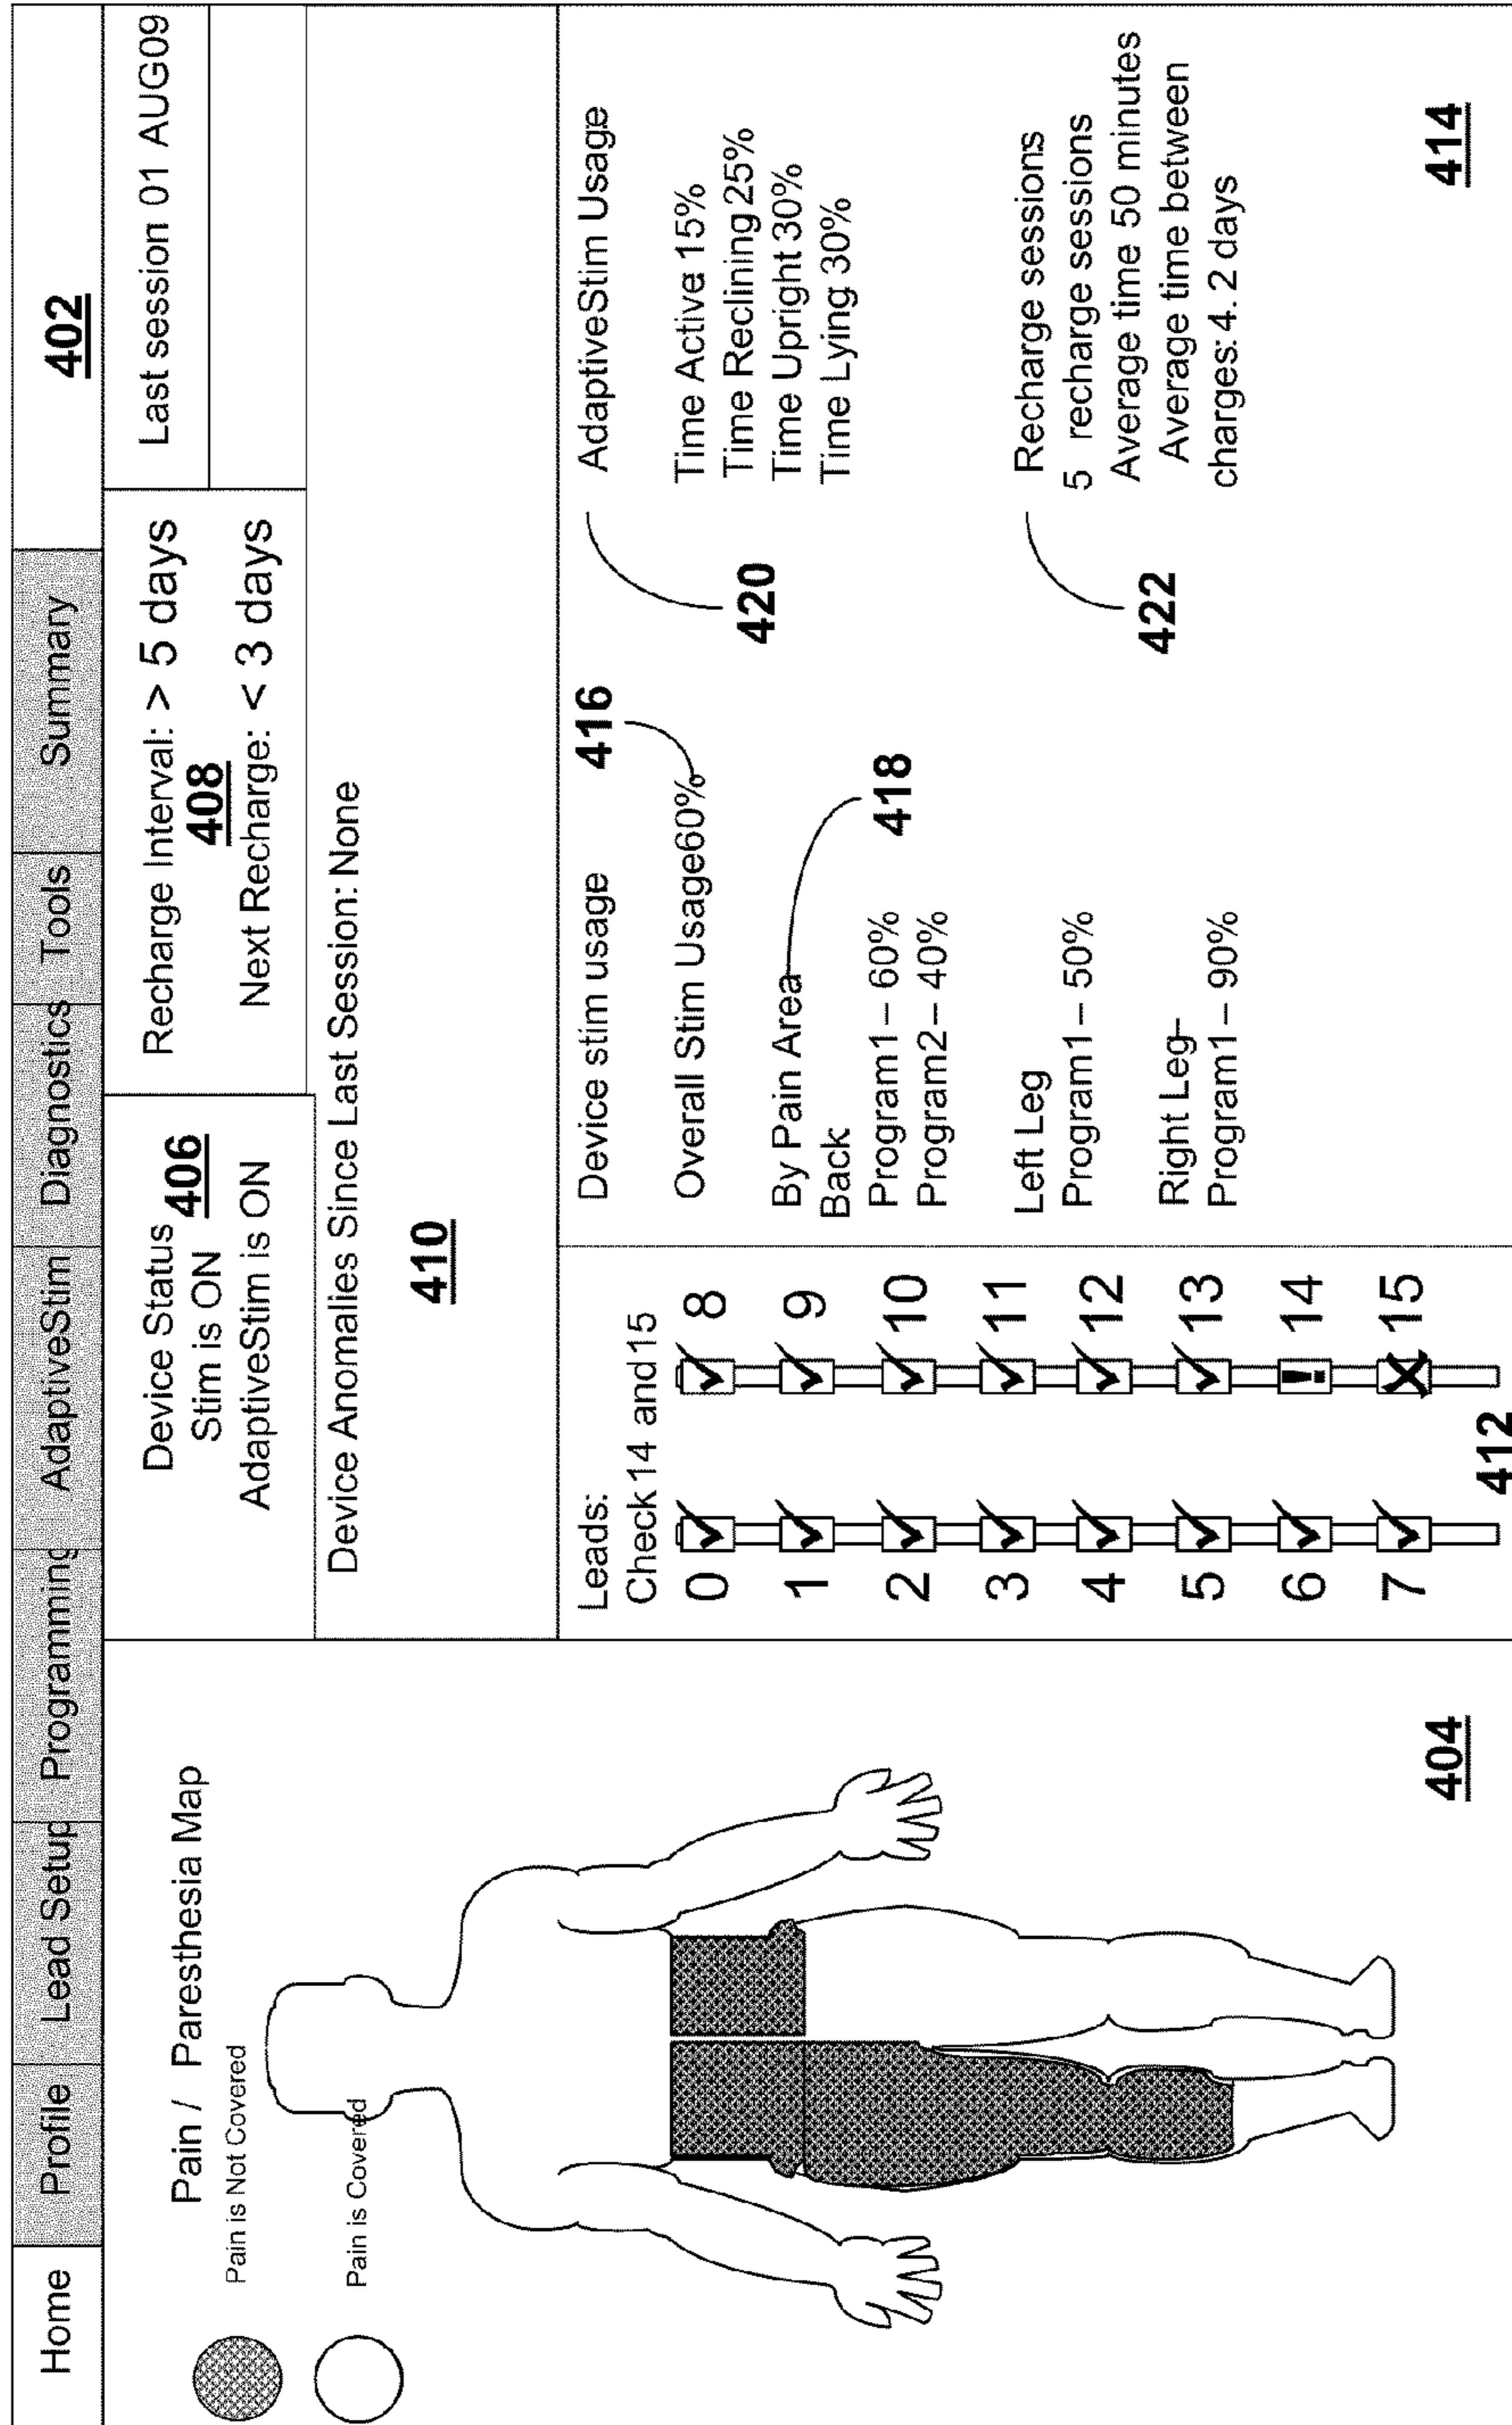 Home Profile Lead Setup Programming AdaptiveStim Diagnostics Tools Summary 402
Pain / Paresthesia Map
Pain is Not Covered
Pain is Covered
404
Device Status
406
Stim is ON
AdaptiveStim is ON
Recharge Interval: > 5 days
408
Next Recharge: < 3 days
Last session 01 AUG09
Device Anomalies Since Last Session: None
410
Leads:
Check 14 and 15
0 8
1 9
2 10
3 11
4 12
5 13
6 ! 14
7 15
412
Device stim usage
416
Overall Stim Usage60%
By Pain Area
418
Back
Program1 – 60%
Program2 – 40%
Left Leg
Program1 – 50%
Right Leg–
Program1 – 90%
AdaptiveStim Usage
420
Time Active 15%
Time Reclining 25%
Time Upright 30%
Time Lying 30%
Recharge sessions
422
5 recharge sessions
Average time 50 minutes
Average time between
charges: 4. 2 days
414